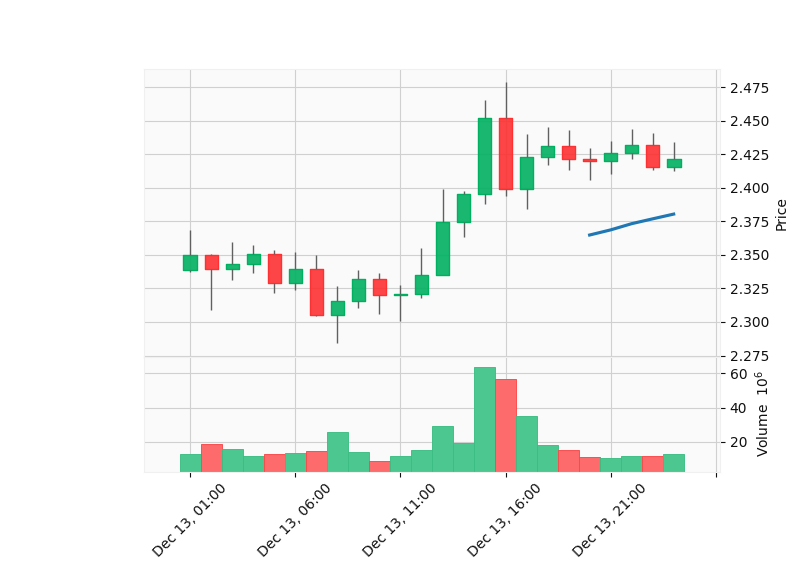 2.475
2.450
2.425
2.400
2.375
2.350
2.325
2.300
2.275
Price
60
40
20
Volume 10^6
Dec 13, 01:00
Dec 13, 06:00
Dec 13, 11:00
Dec 13, 16:00
Dec 13, 21:00